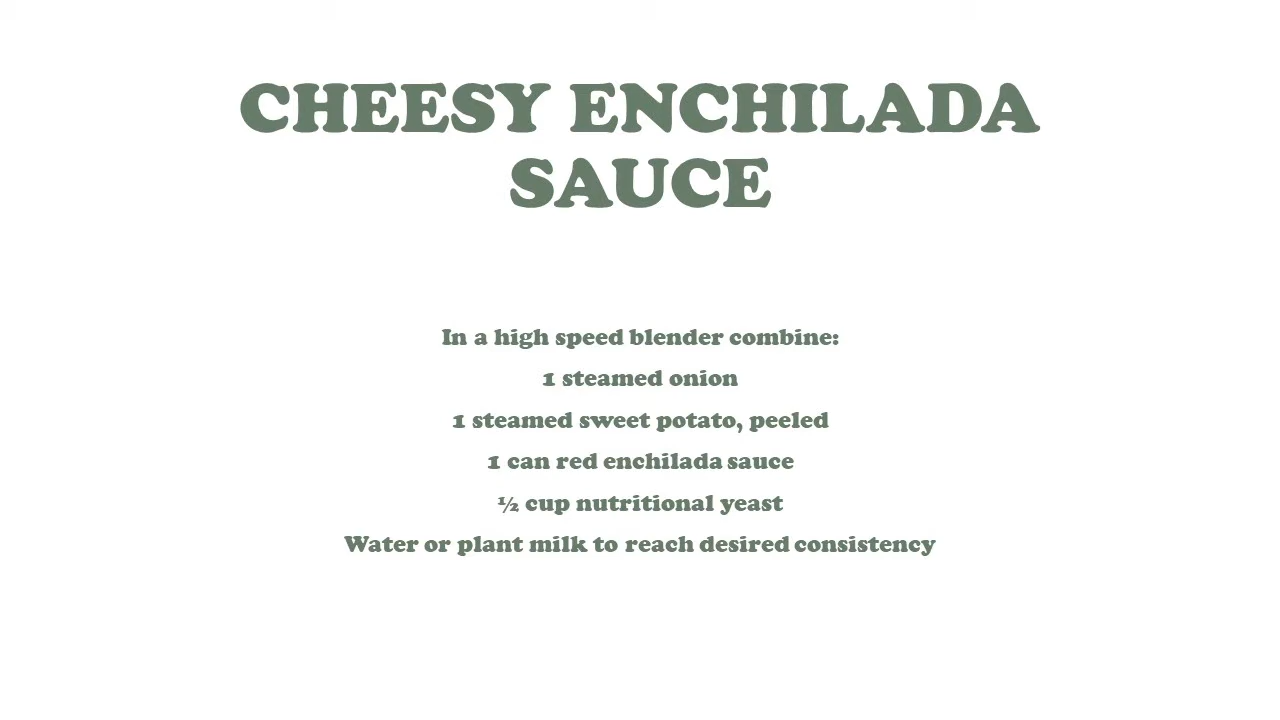 CHEESY ENCHILADA
SAUCE
In a high speed blender combine:
1 steamed onion
1 steamed sweet potato, peeled
1 can red enchilada sauce
½ cup nutritional yeast
Water or plant milk to reach desired consistency